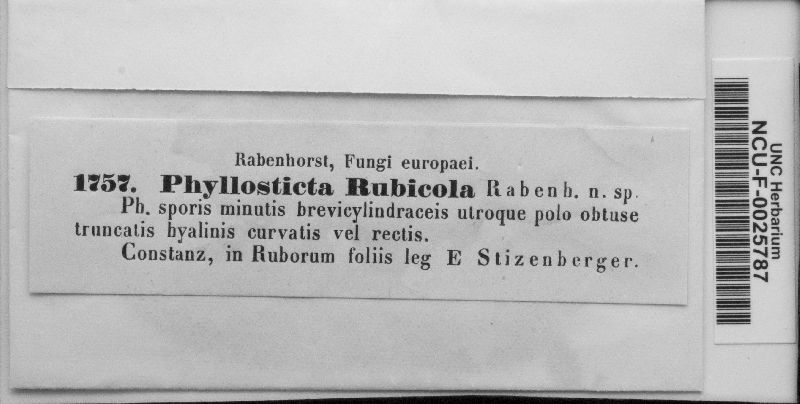 Rabenhorst, Fungi europaei.
1757. Phyllosticta Rubicola Rabenh. n. sp.
Ph. sporis minutis brevicylindraceis utroque polo obtuse
truncatis hyalinis curvatis vel rectis.
Constanz, in Ruborum foliis leg E Stizenberger.
UNC Herbarium
NCU-F-0025787